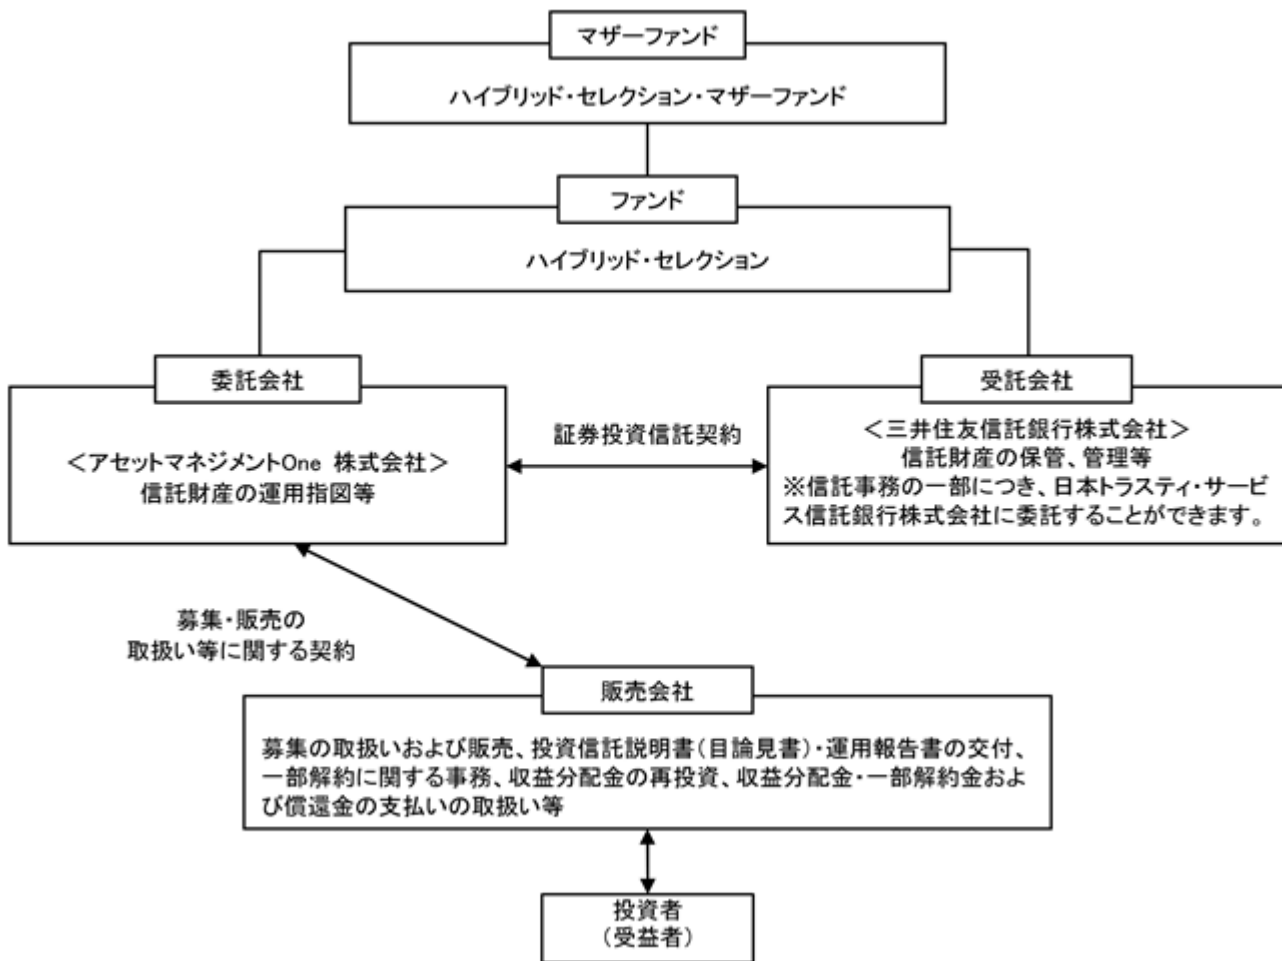 マザーファンド
ハイブリッド・セレクション・マザーファンド
ファンド
ハイブリッド・セレクション
委託会社
＜アセットマネジメントOne 株式会社＞
信託財産の運用指図等
証券投資信託契約
受託会社
＜三井住友信託銀行株式会社＞
信託財産の保管、管理等
※信託事務の一部につき、日本トラスティ・サービ
ス信託銀行株式会社に委託することができます。
募集・販売の
取扱い等に関する契約
販売会社
募集の取扱いおよび販売、投資信託説明書（目論見書）・運用報告書の交付、
一部解約に関する事務、収益分配金の再投資、収益分配金・一部解約金およ
び償還金の支払いの取扱い等
投資者
（受益者）